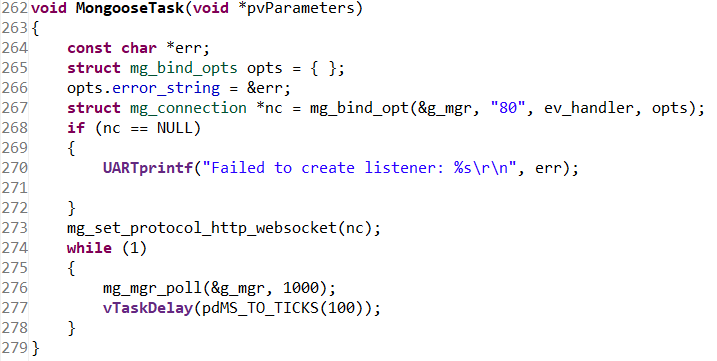 262 void MongooseTask(void *pvParameters)
263 {
264     const char *err;
265     struct mg_bind_opts opts = { };
266     opts.error_string = &err;
267     struct mg_connection *nc = mg_bind_opt(&g_mgr, "80", ev_handler, opts);
268     if (nc == NULL)
269     {
270         UARTprintf("Failed to create listener: %s\r\n", err);
271
272     }
273     mg_set_protocol_http_websocket(nc);
274     while (1)
275     {
276         mg_mgr_poll(&g_mgr, 1000);
277         vTaskDelay(pdMS_TO_TICKS(100));
278     }
279 }